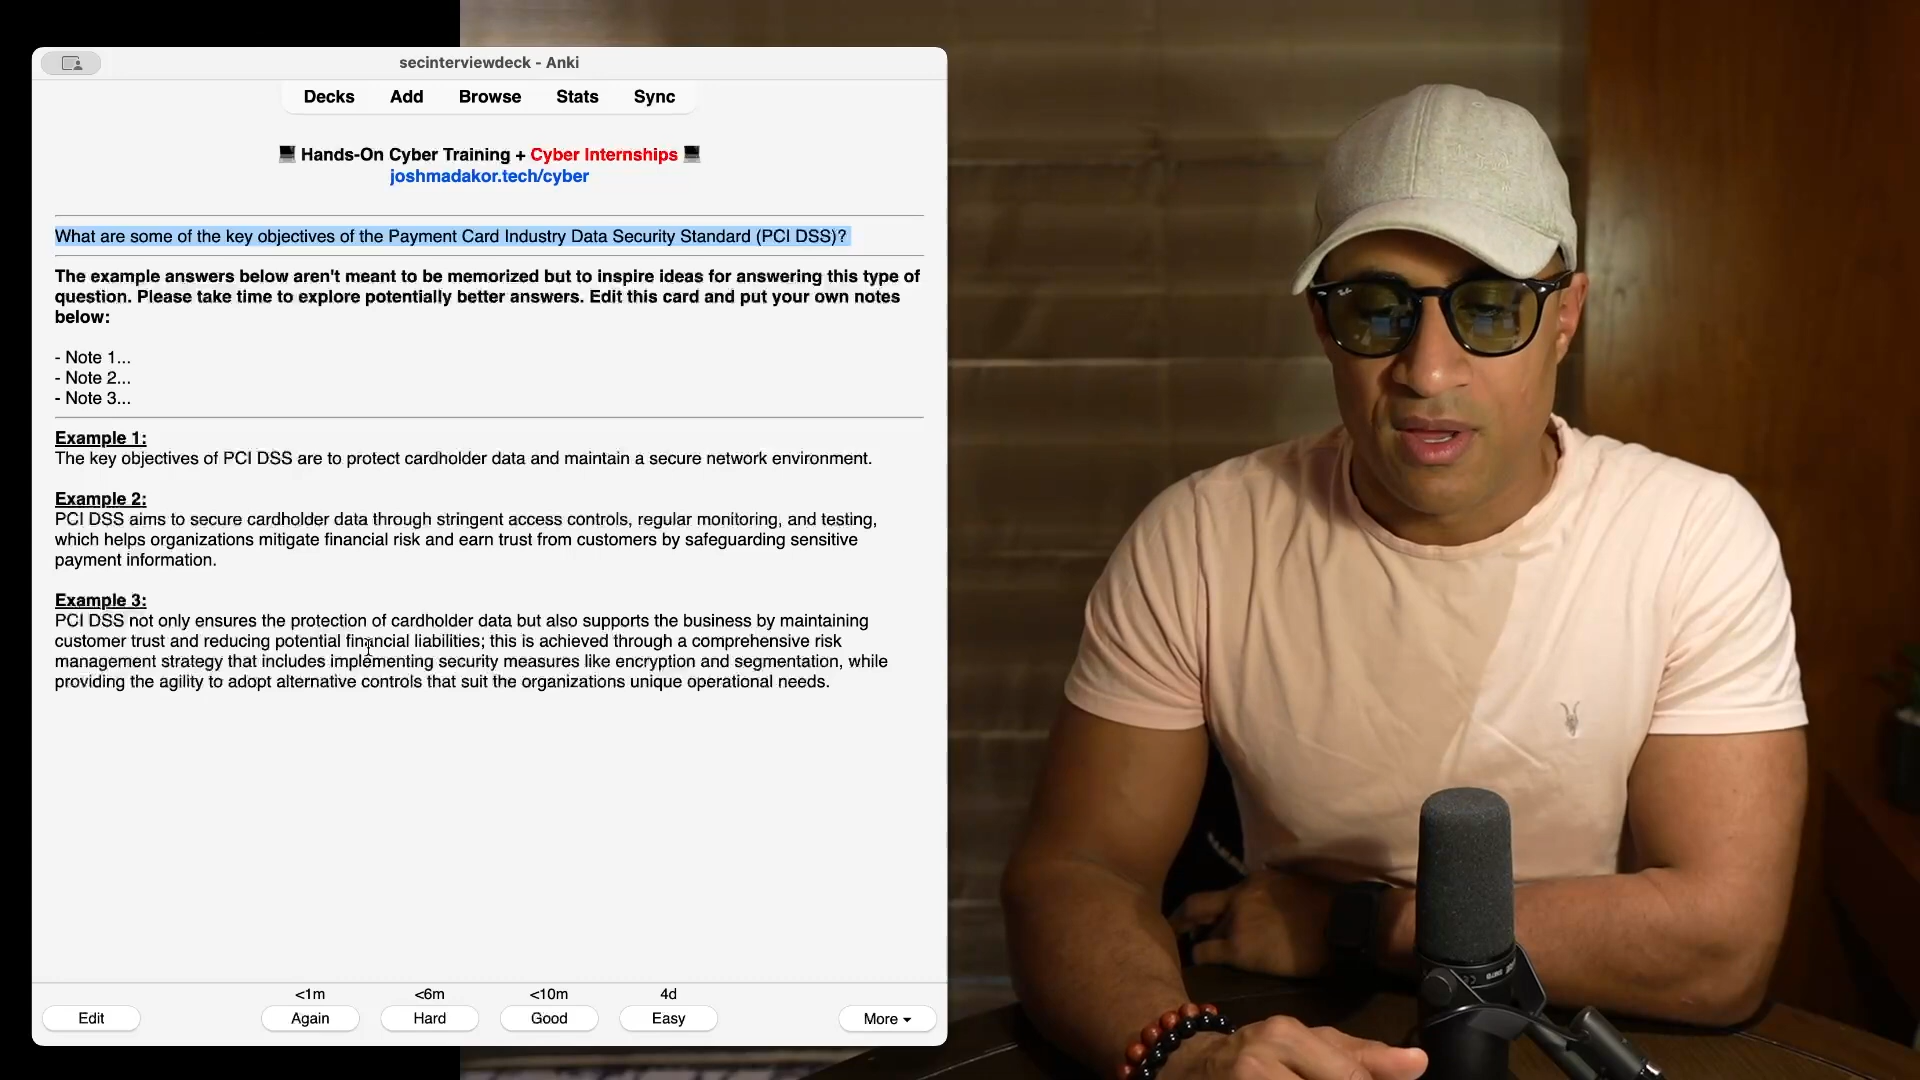 secinterviewdeck - Anki
Decks Add Browse Stats Sync
Hands-On Cyber Training + Cyber Internships
joshmadakor.tech/cyber
What are some of the key objectives of the Payment Card Industry Data Security Standard (PCI DSS)?
The example answers below aren't meant to be memorized but to inspire ideas for answering this type of
question. Please take time to explore potentially better answers. Edit this card and put your own notes
below:
- Note 1...
- Note 2...
- Note 3...
Example 1:
The key objectives of PCI DSS are to protect cardholder data and maintain a secure network environment.
Example 2:
PCI DSS aims to secure cardholder data through stringent access controls, regular monitoring, and testing,
which helps organizations mitigate financial risk and earn trust from customers by safeguarding sensitive
payment information.
Example 3:
PCI DSS not only ensures the protection of cardholder data but also supports the business by maintaining
customer trust and reducing potential financial liabilities; this is achieved through a comprehensive risk
management strategy that includes implementing security measures like encryption and segmentation, while
providing the agility to adopt alternative controls that suit the organizations unique operational needs.
<1m <6m <10m 4d
Edit Again Hard Good Easy More